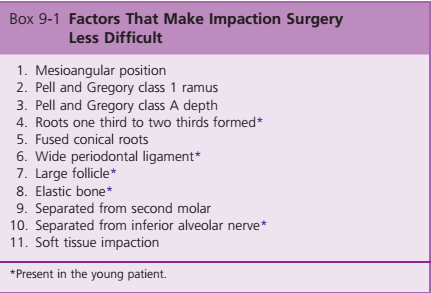 Box 9-1 Factors That Make Impaction Surgery
Less Difficult
1. Mesioangular position
2. Pell and Gregory class 1 ramus
3. Pell and Gregory class A depth
4. Roots one third to two thirds formed*
5. Fused conical roots
6. Wide periodontal ligament*
7. Large follicle*
8. Elastic bone*
9. Separated from second molar
10. Separated from inferior alveolar nerve*
11. Soft tissue impaction
*Present in the young patient.